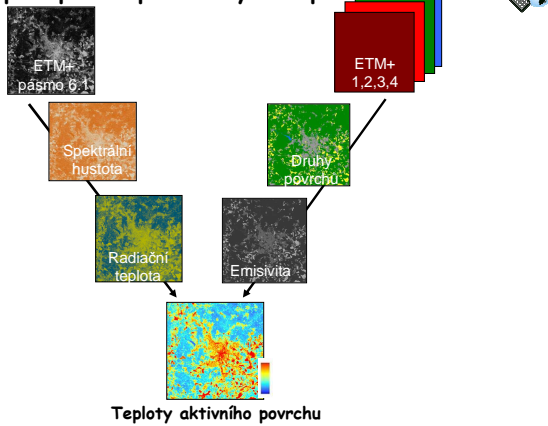 ETM+
pásmo 6.1
ETM+
1,2,3,4
Spektrální
hustota
Druhy
povrchu
Radiační
teplota
Emisivita
Teploty aktivního povrchu